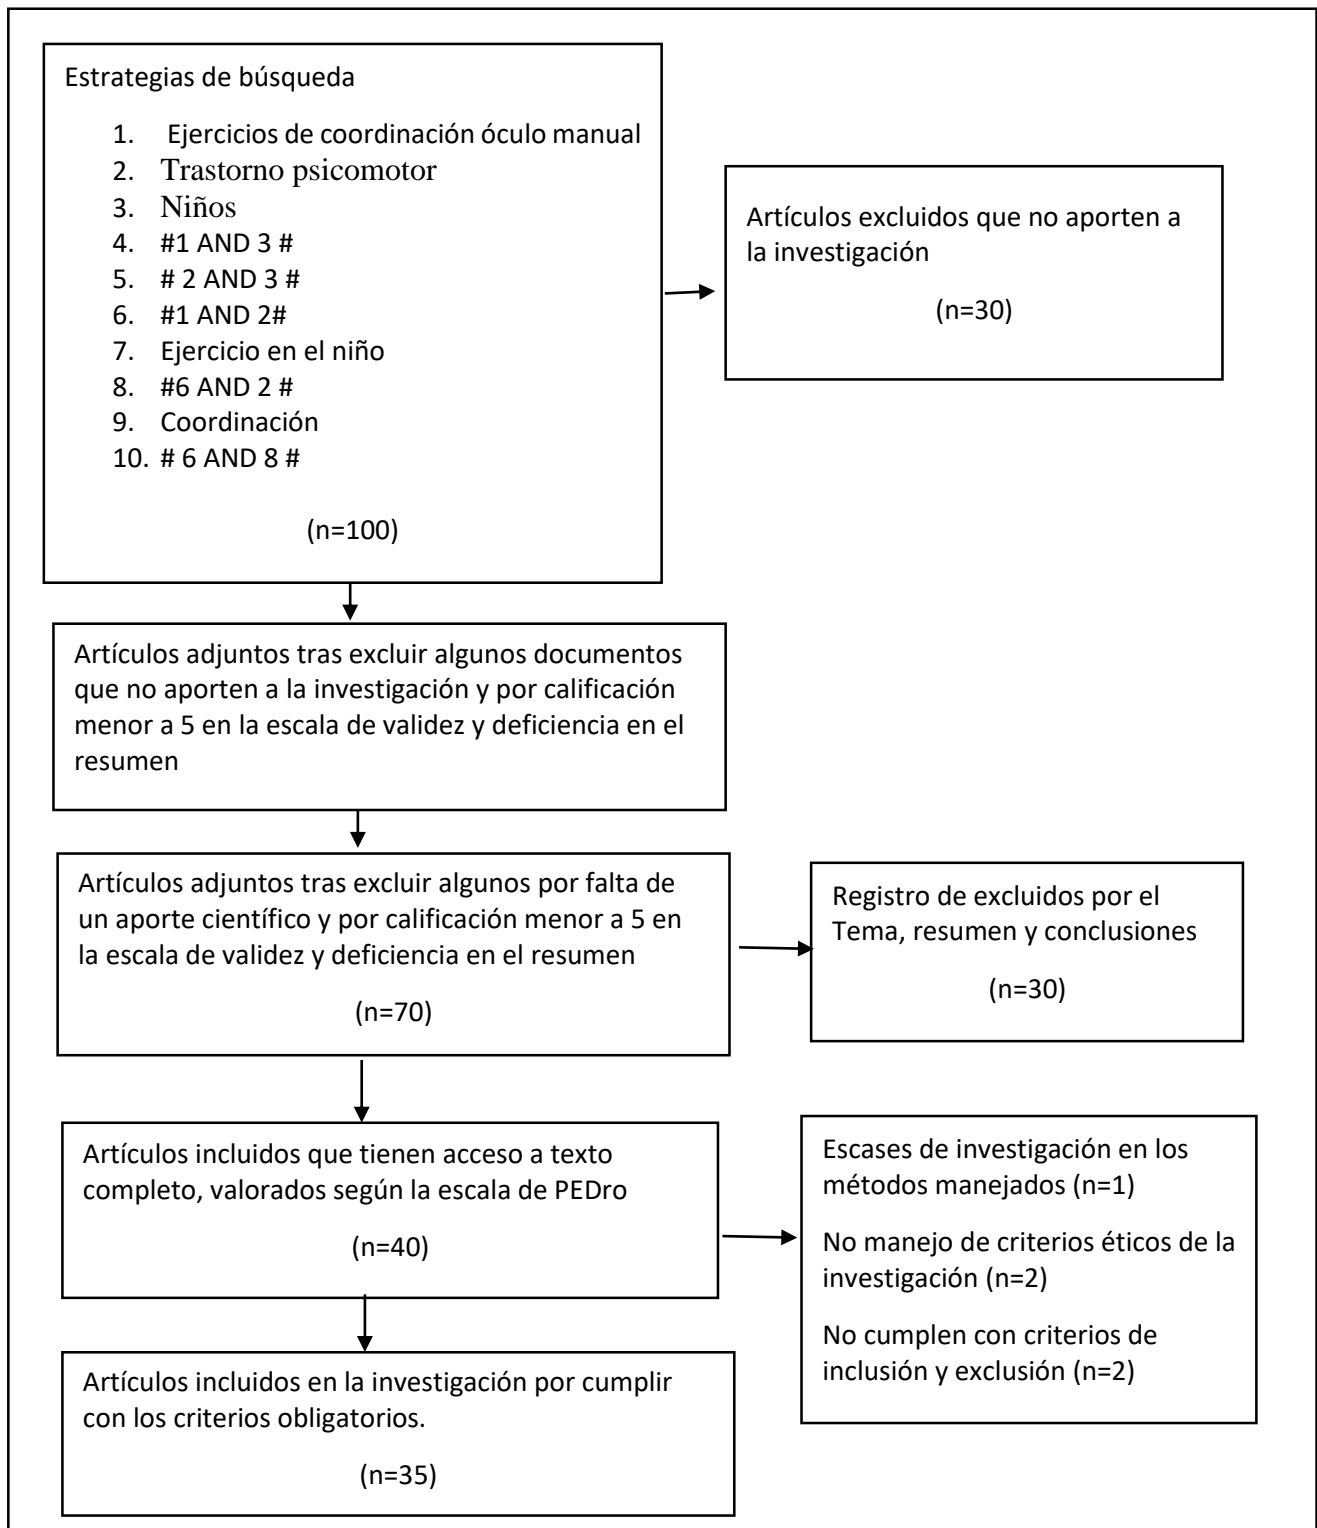 Estrategias de búsqueda
1. Ejercicios de coordinación óculo manual
2. Trastorno psicomotor
3. Niños
4. #1 AND 3 #
5. # 2 AND 3 #
6. #1 AND 2#
7. Ejercicio en el niño
8. #6 AND 2 #
9. Coordinación
10. # 6 AND 8 #
(n=100)
Artículos excluidos que no aporten a
la investigación
(n=30)
Artículos adjuntos tras excluir algunos documentos
que no aporten a la investigación y por calificación
menor a 5 en la escala de validez y deficiencia en el
resumen
Artículos adjuntos tras excluir algunos por falta de
un aporte científico y por calificación menor a 5 en
la escala de validez y deficiencia en el resumen
(n=70)
Registro de excluidos por el
Tema, resumen y conclusiones
(n=30)
Artículos incluidos que tienen acceso a texto
completo, valorados según la escala de PEDro
(n=40)
Escases de investigación en los
métodos manejados (n=1)
No manejo de criterios éticos de la
investigación (n=2)
No cumplen con criterios de
inclusión y exclusión (n=2)
Artículos incluidos en la investigación por cumplir
con los criterios obligatorios.
(n=35)